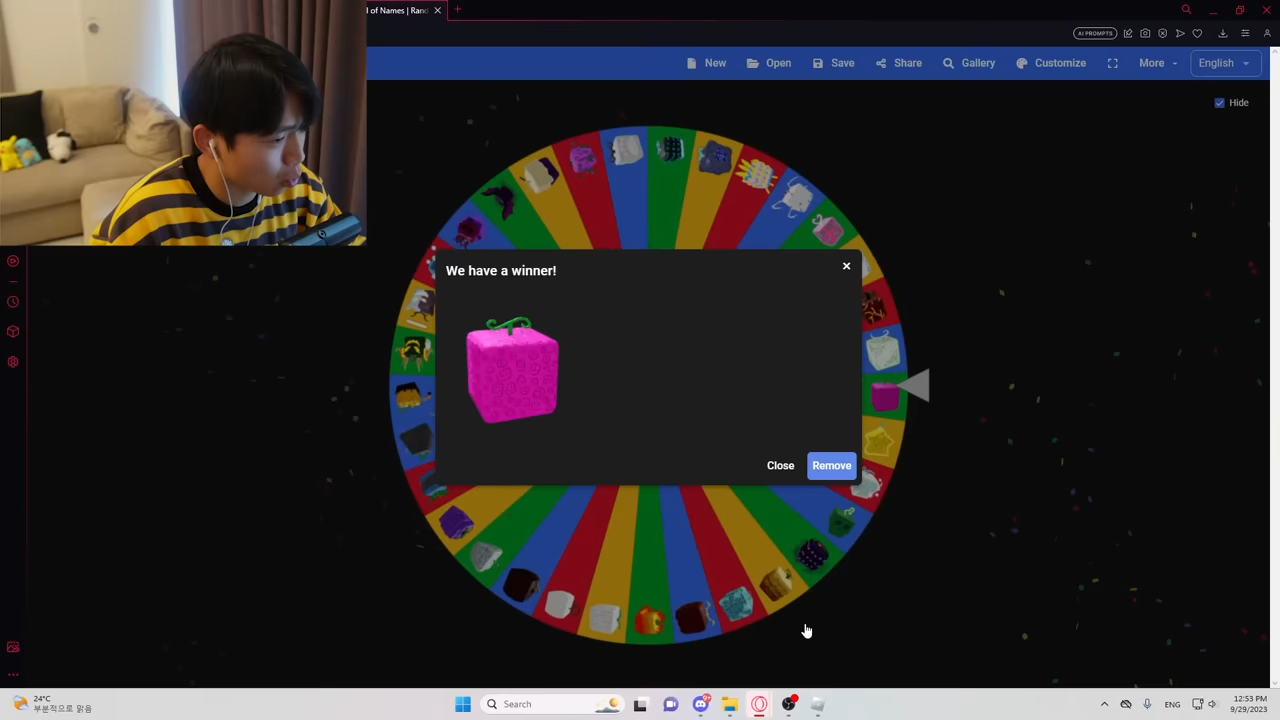 l of Names | Rand
AI PROMPTS
New
Open
Save
Share
Gallery
Customize
More
English
Hide
We have a winner!
Close
Remove
24°C
부분적으로 맑음
Search
9+
ENG
12:53 PM
9/29/2023